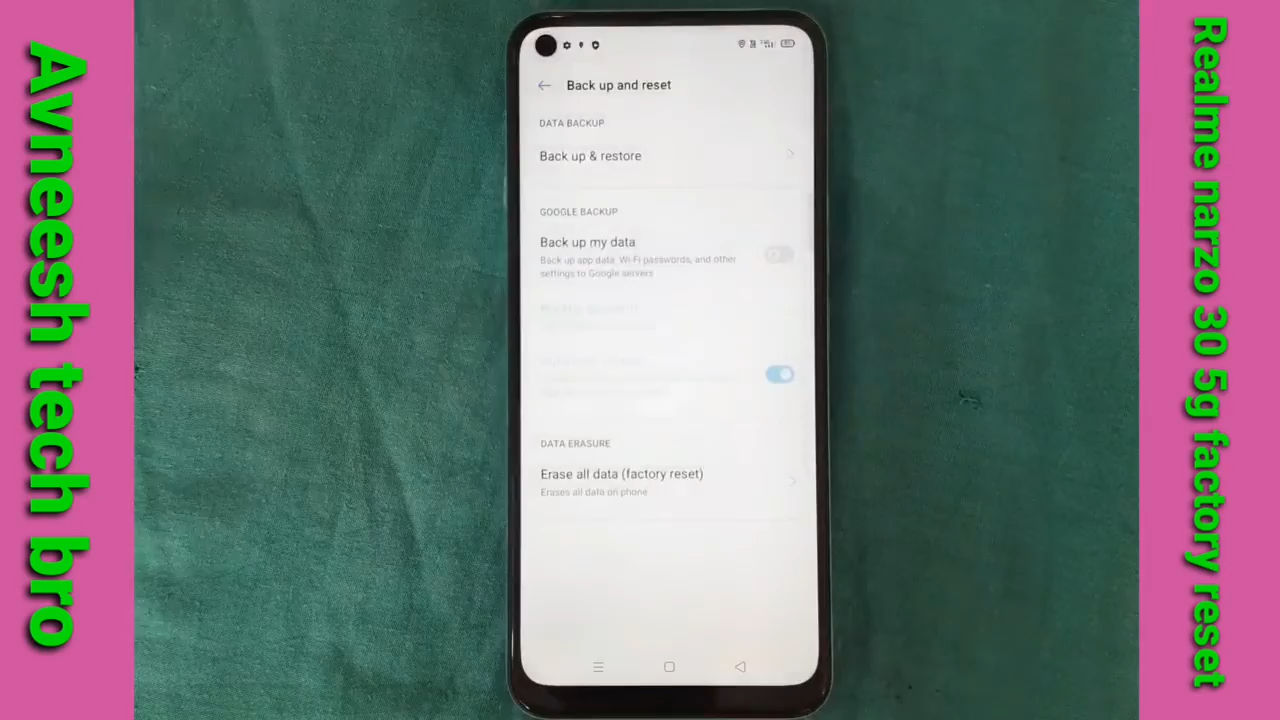 Avneesh tech bro
Back up and reset
DATA BACKUP
Back up & restore
GOOGLE BACKUP
Back up my data
Back up app data, Wi-Fi passwords, and other
settings to Google servers
DATA ERASURE
Erase all data (factory reset)
Erases all data on phone
Realme narzo 30 5g factory reset